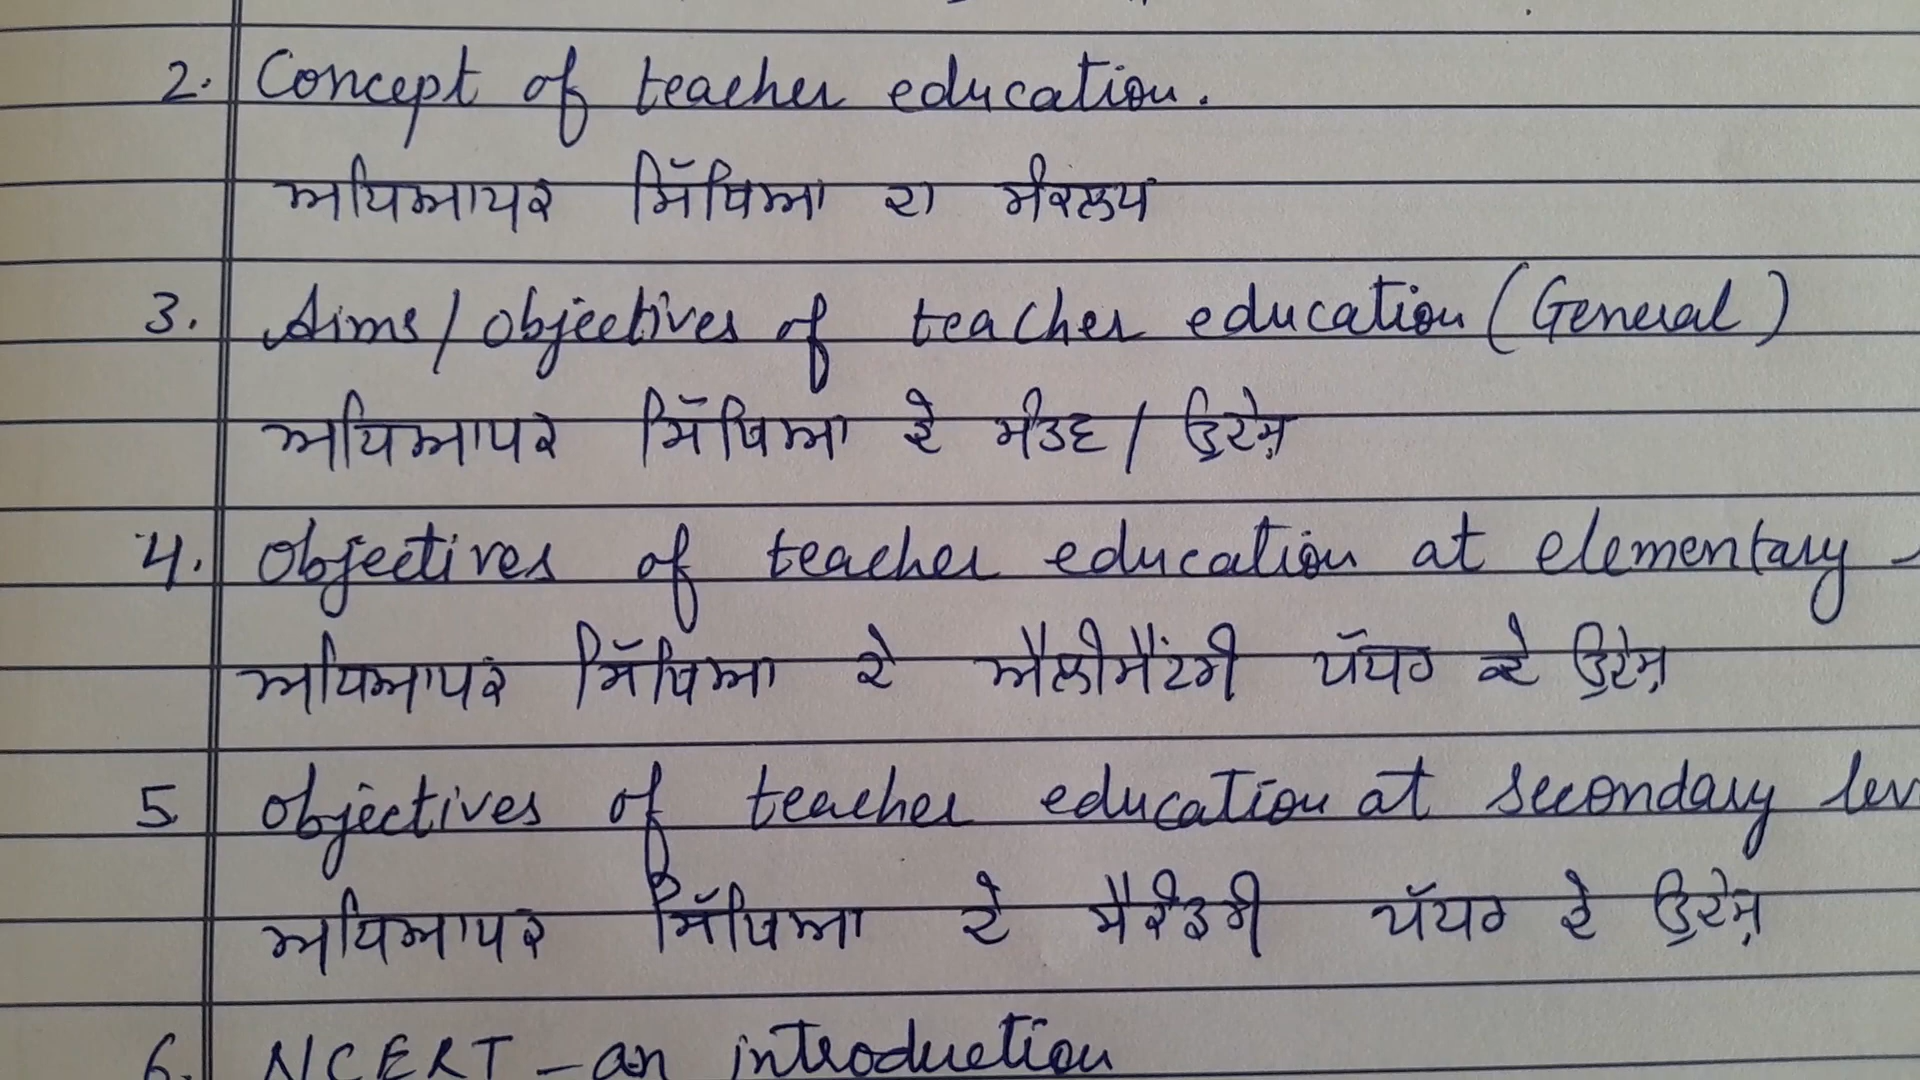 2. Concept of teacher education.
ਅਧਿਆਪਕ ਸਿੱਖਿਆ ਦਾ ਸੰਕਲਪ
3. Aims/objectives of teacher education (General)
ਅਧਿਆਪਕ ਸਿੱਖਿਆ ਦੇ ਮੰਤਵ/ ਉਦੇਸ਼
4. Objectives of teacher education at elementary
ਅਧਿਆਪਕ ਸਿੱਖਿਆ ਦੇ ਐਲੀਮੈਂਟਰੀ ਪੱਧਰ ਦੇ ਉਦੇਸ਼
5 Objectives of teacher education at secondary lev
ਅਧਿਆਪਕ ਸਿੱਖਿਆ ਦੇ ਸੈਕੰਡਰੀ ਪੱਧਰ ਦੇ ਉਦੇਸ਼
6. NCERT - an introduction